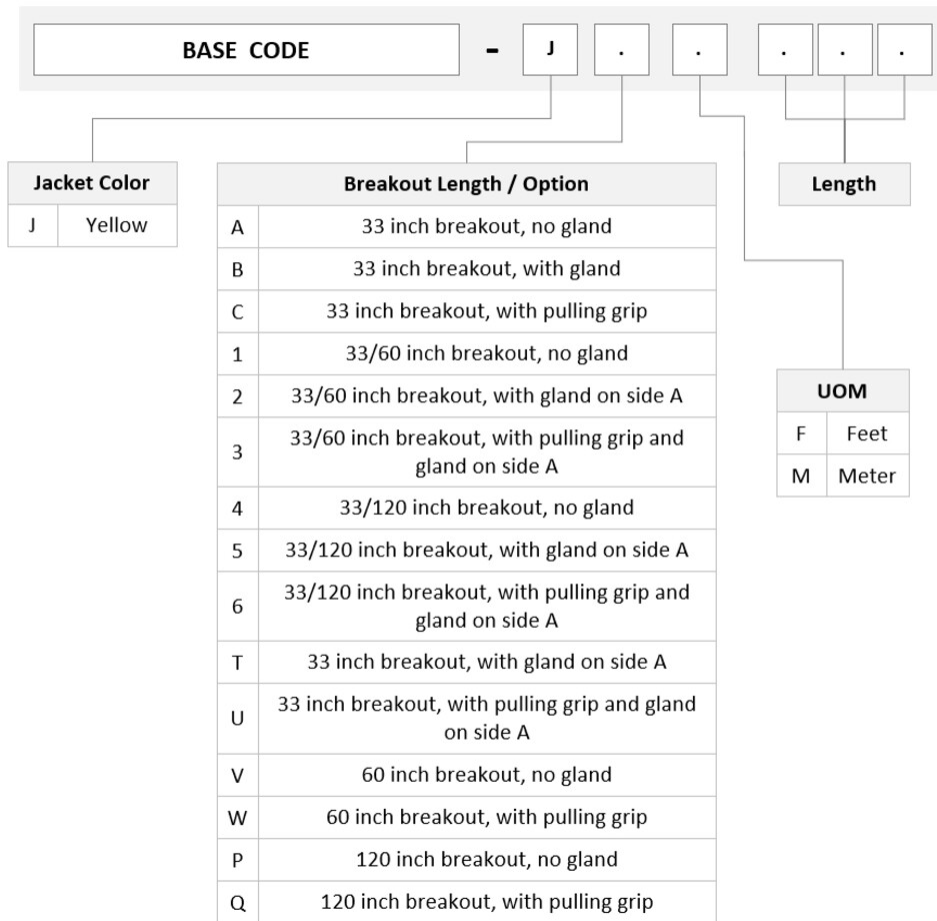 BASE CODE - J . . . . .
Jacket Color
J Yellow
Breakout Length / Option
A 33 inch breakout, no gland
B 33 inch breakout, with gland
C 33 inch breakout, with pulling grip
1 33/60 inch breakout, no gland
2 33/60 inch breakout, with gland on side A
3 33/60 inch breakout, with pulling grip and
gland on side A
4 33/120 inch breakout, no gland
5 33/120 inch breakout, with gland on side A
6 33/120 inch breakout, with pulling grip and
gland on side A
T 33 inch breakout, with gland on side A
U 33 inch breakout, with pulling grip and gland
on side A
V 60 inch breakout, no gland
W 60 inch breakout, with pulling grip
P 120 inch breakout, no gland
Q 120 inch breakout, with pulling grip
Length
UOM
F Feet
M Meter